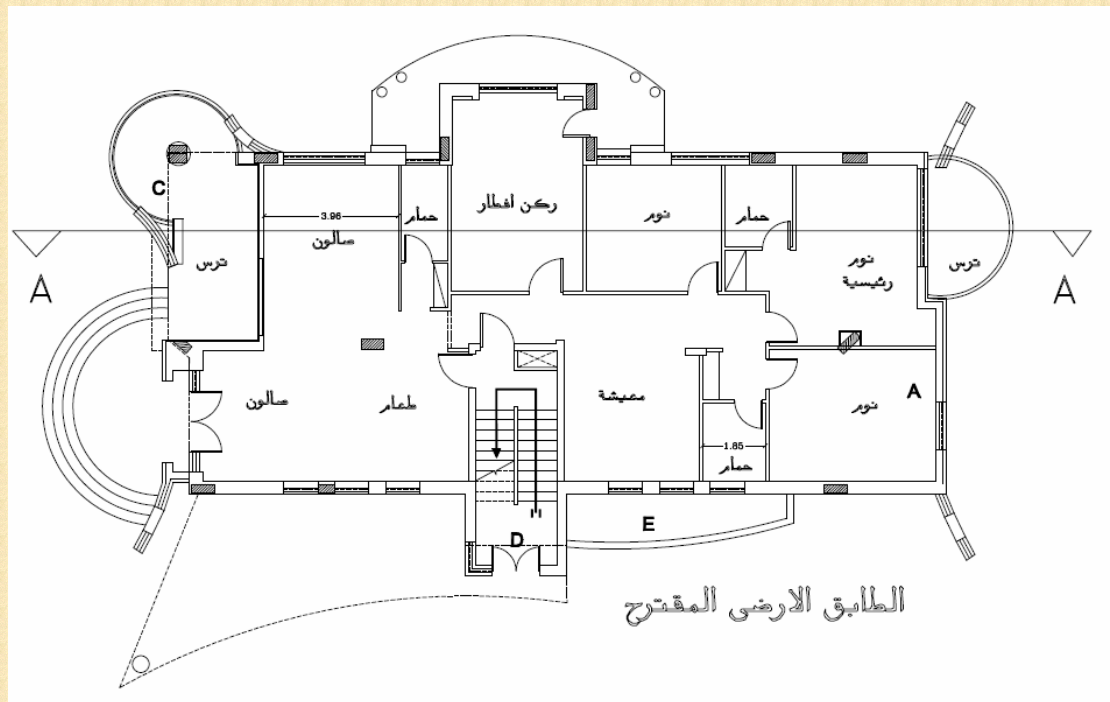 C
ترس
3.96
صالون
حمام
ركن افطار
نوم
حمام
نوم
رئيسية
ترس
A
A
صالون
طعام
معيشة
1.85
حمام
نوم
A
D
E
الطابق الارضى المقترح